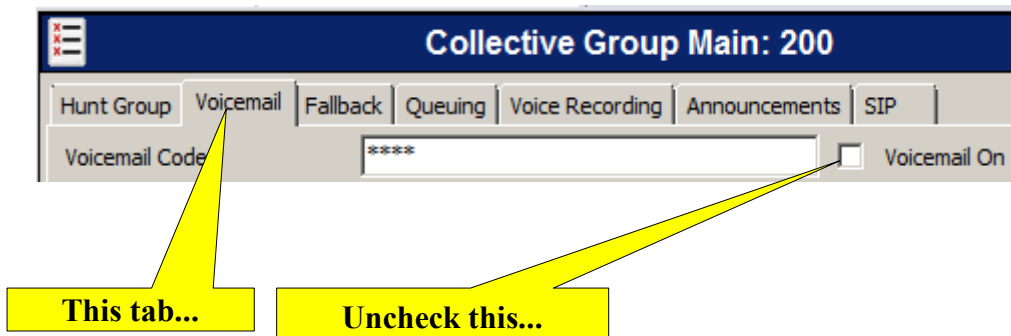 Collective Group Main: 200
Hunt Group Voicemail Fallback Queuing Voice Recording Announcements SIP
Voicemail Code **** Voicemail On
This tab... Uncheck this...